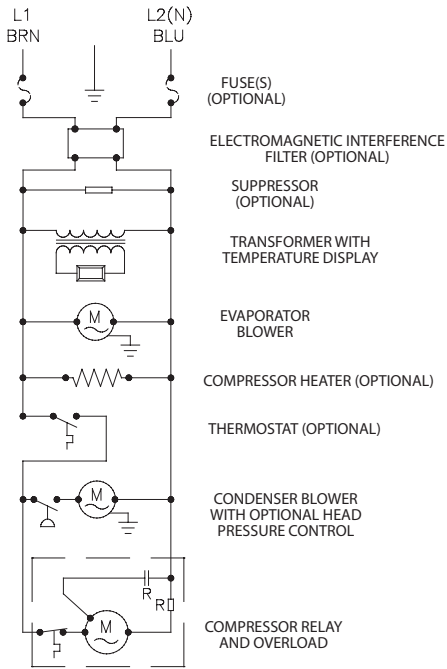 L1
BRN
L2(N)
BLU
FUSE(S)
(OPTIONAL)
ELECTROMAGNETIC INTERFERENCE
FILTER (OPTIONAL)
SUPPRESSOR
(OPTIONAL)
TRANSFORMER WITH
TEMPERATURE DISPLAY
M
EVAPORATOR
BLOWER
COMPRESSOR HEATER (OPTIONAL)
THERMOSTAT (OPTIONAL)
M
CONDENSER BLOWER
WITH OPTIONAL HEAD
PRESSURE CONTROL
R
R
M
COMPRESSOR RELAY
AND OVERLOAD